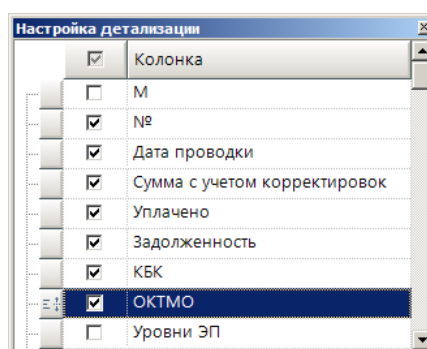 Настройка детализации
Колонка
М
№
Дата проводки
Сумма с учетом корректировок
Уплачено
Задолженность
КБК
ОКТМО
Уровни ЭП